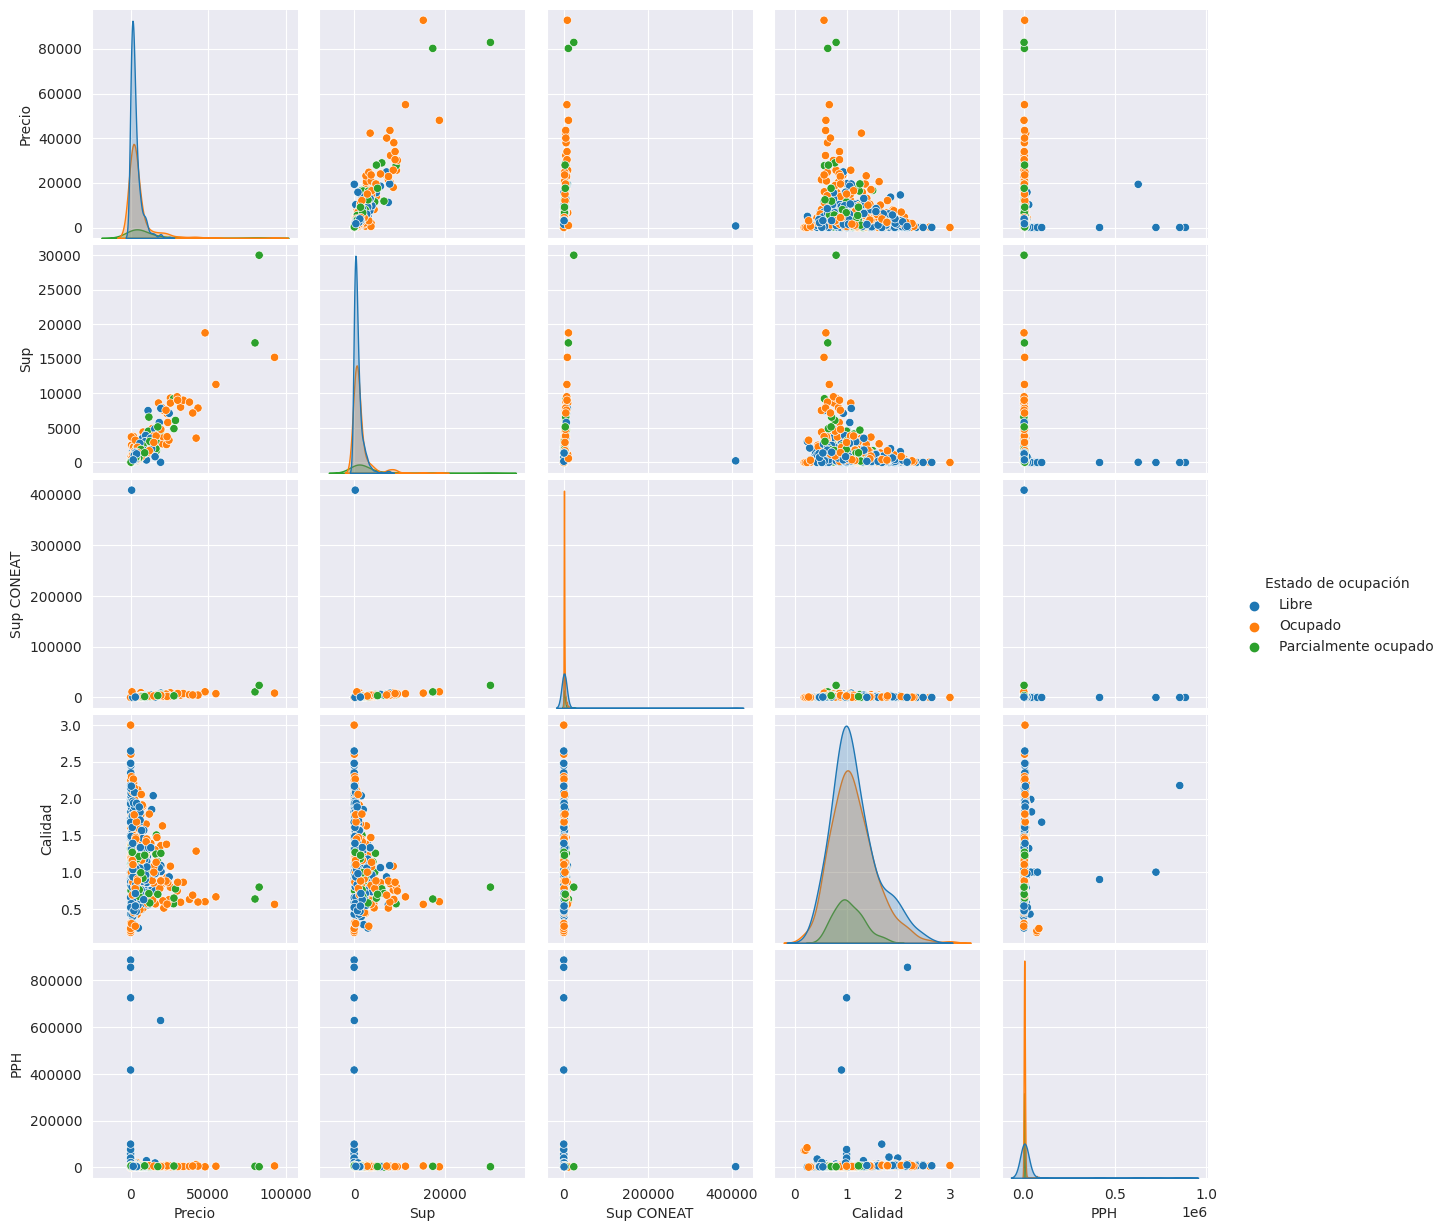 80000
60000
40000
20000
0
Precio
30000
25000
20000
15000
10000
5000
0
Sup
400000
300000
200000
100000
0
Sup CONEAT
Estado de ocupación
Libre
Ocupado
Parcialmente ocupado
3.0
2.5
2.0
1.5
1.0
0.5
Calidad
800000
600000
400000
200000
0
PPH
0 50000 100000
Precio
0 20000
Sup
0 200000 400000
Sup CONEAT
0 1 2 3
Calidad
0.0 0.5 1.0
1e6
PPH